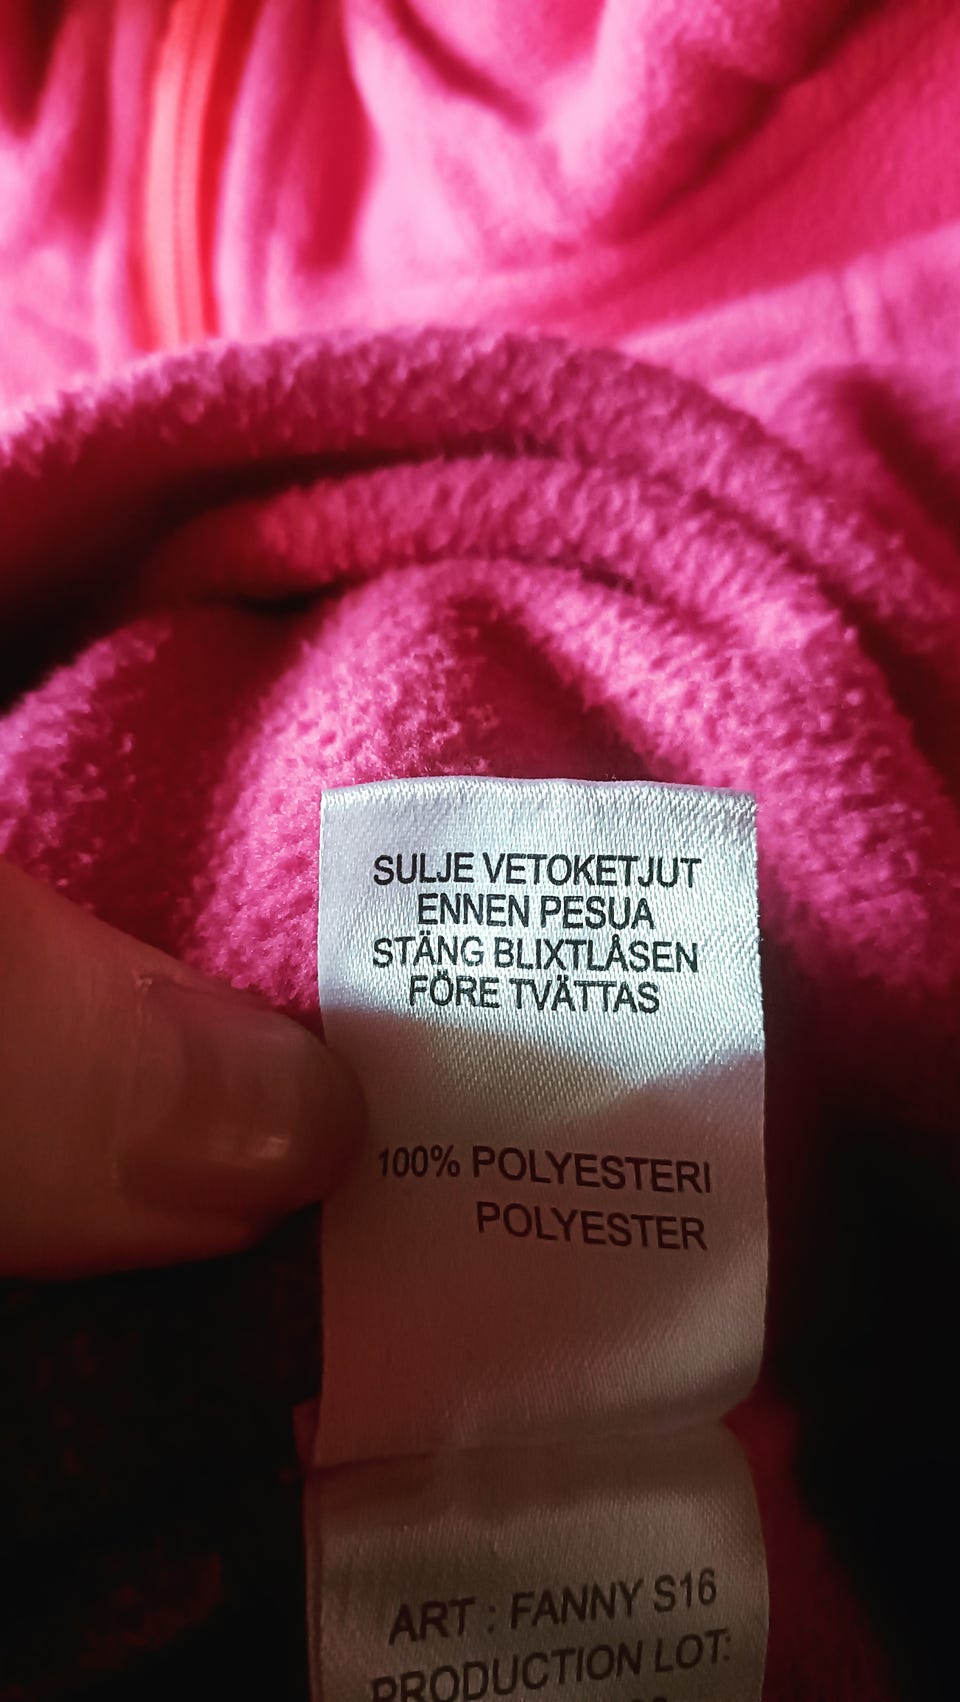 SULJE VETOKETJUT
ENNEN PESUA
STÄNG BLIXTLÅSEN
FÖRE TVÄTTAS
100% POLYESTERI
POLYESTER
ART : FANNY S16
PRODUCTION LOT: